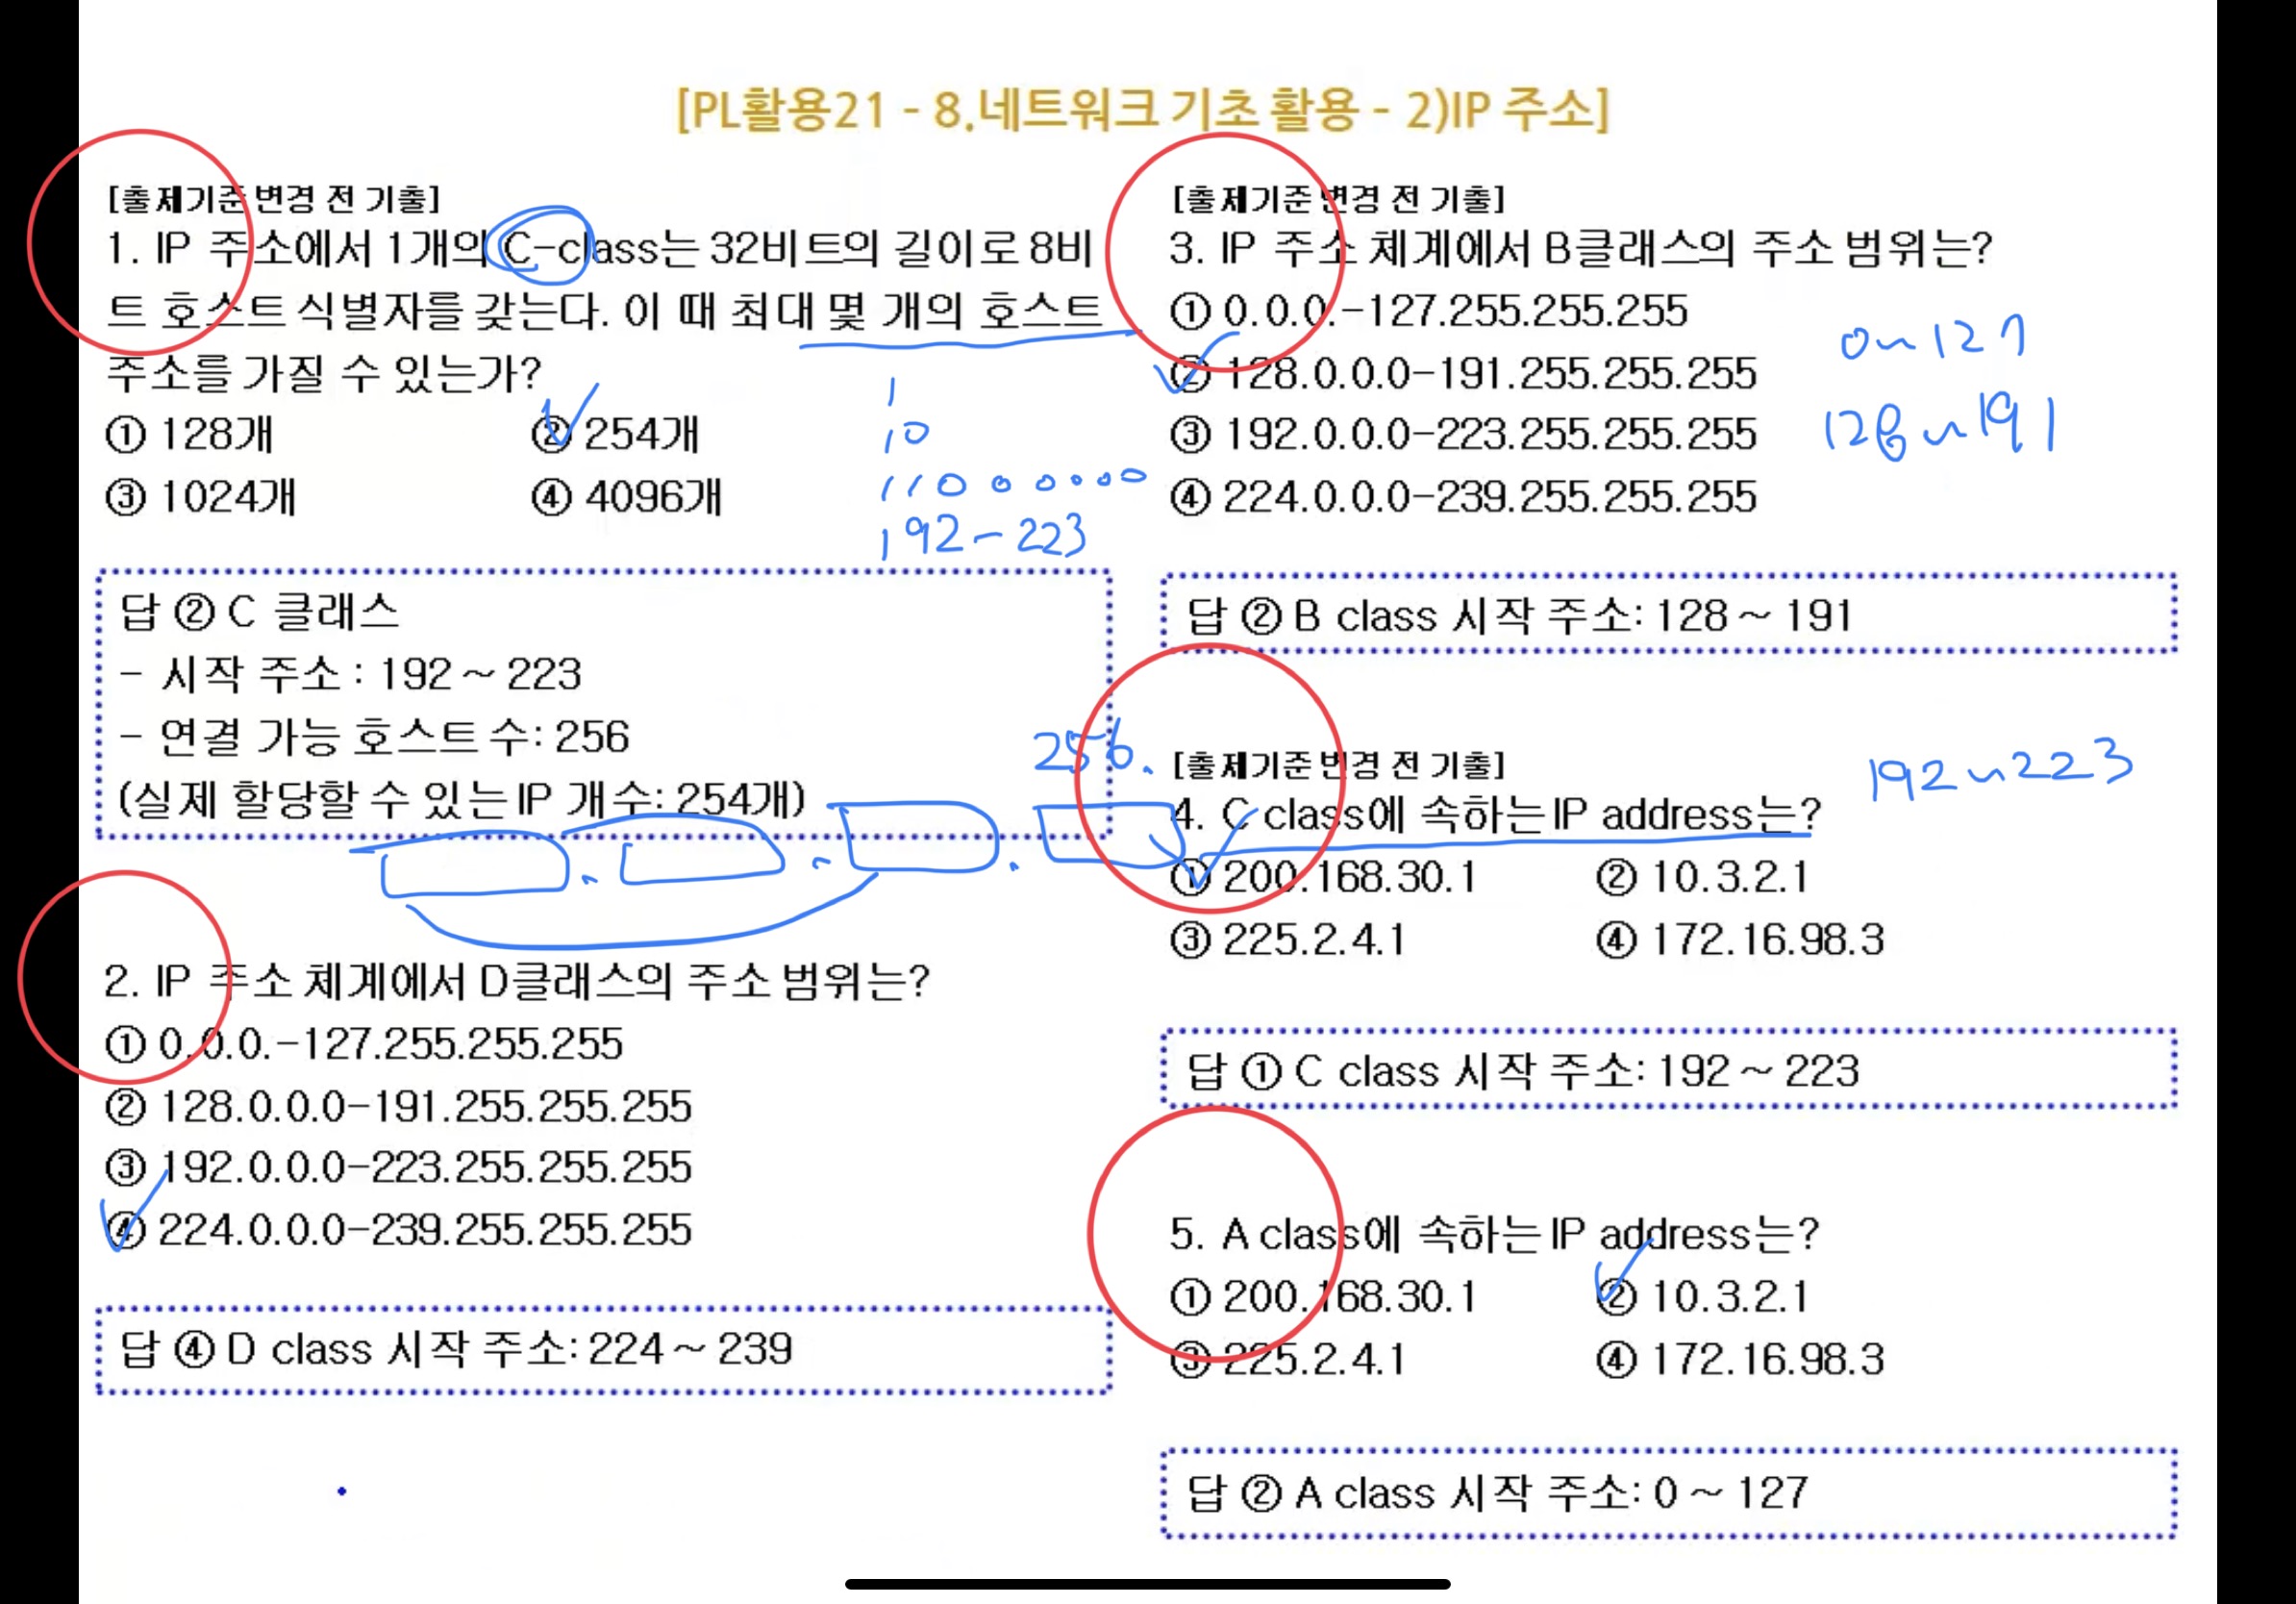 [PL활용21 - 8.네트워크 기초 활용 - 2)IP 주소]
[출제기준 변경 전 기출]
1. IP 주소에서 1개의 C-class는 32비트의 길이로 8비
트 호스트 식별자를 갖는다. 이 때 최대 몇 개의 호스트
주소를 가질 수 있는가?
① 128개 ② 254개
③ 1024개 ④ 4096개
1
10
11000000
192-223
답 ② C 클래스
- 시작 주소 : 192 ~ 223
- 연결 가능 호스트 수: 256
(실제 할당할 수 있는 IP 개수: 254개)
256.
2. IP 주소 체계에서 D클래스의 주소 범위는?
① 0.0.0.-127.255.255.255
② 128.0.0.0-191.255.255.255
③ 192.0.0.0-223.255.255.255
④ 224.0.0.0-239.255.255.255
답 ④ D class 시작 주소: 224 ~ 239
[출제기준 변경 전 기출]
3. IP 주소 체계에서 B클래스의 주소 범위는?
① 0.0.0.-127.255.255.255
② 128.0.0.0-191.255.255.255
③ 192.0.0.0-223.255.255.255
④ 224.0.0.0-239.255.255.255
0~127
128~191
답 ② B class 시작 주소: 128 ~ 191
[출제기준 변경 전 기출]
192~223
4. C class에 속하는 IP address는?
① 200.168.30.1 ② 10.3.2.1
③ 225.2.4.1 ④ 172.16.98.3
답 ① C class 시작 주소: 192 ~ 223
5. A class에 속하는 IP address는?
① 200.168.30.1 ② 10.3.2.1
③ 225.2.4.1 ④ 172.16.98.3
답 ② A class 시작 주소: 0 ~ 127